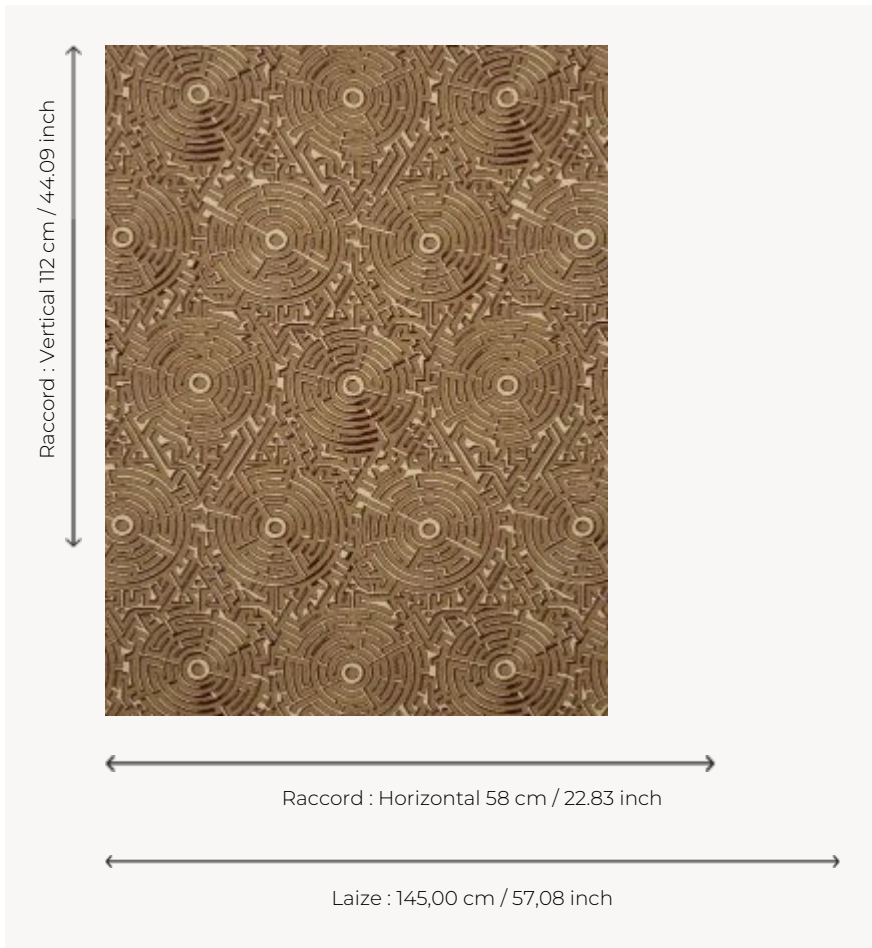 Raccord : Vertical 112 cm / 44.09 inch
Raccord : Horizontal 58 cm / 22.83 inch
Laize : 145,00 cm / 57,08 inch